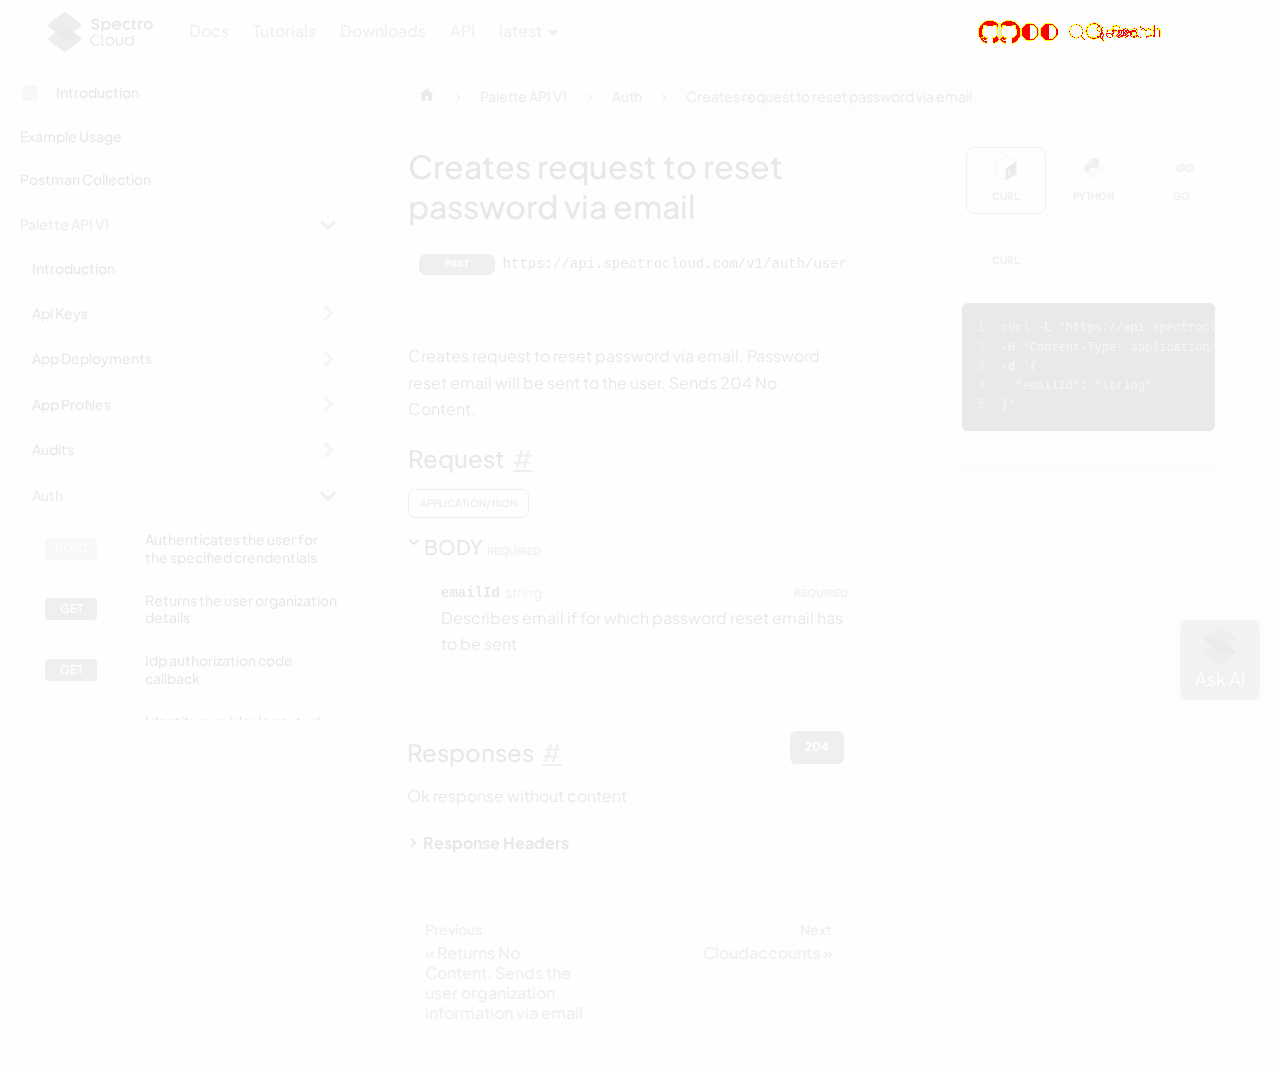 Spectro
Cloud
Docs
Tutorials
Downloads
API
latest
Introduction
Example Usage
Postman Collection
Palette API V1
Introduction
Api Keys
App Deployments
App Profiles
Audits
Auth
POST
Authenticates the user for
the specified crendentials
GET
Returns the user organization
details
GET
Idp authorization code
callback
Palette API V1
Auth
Creates request to reset password via email
Creates request to reset
password via email
POST
https://api.spectrocloud.com/v1/auth/user
Creates request to reset password via email. Password
reset email will be sent to the user. Sends 204 No
Content.
Request #
APPLICATION/JSON
BODY REQUIRED
emailId string
REQUIRED
Describes email if for which password reset email has
to be sent
Responses #
204
Ok response without content
Response Headers
Previous
« Returns No
Content. Sends the
user organization
information via email
Next
Cloudaccounts »
CURL
PYTHON
GO
GO
CURL
1 curl -L 'https://api.spectrocl
2 -H 'Content-Type: application/
3 -d '{
4 "emailId": "string"
5 }'
Ask AI